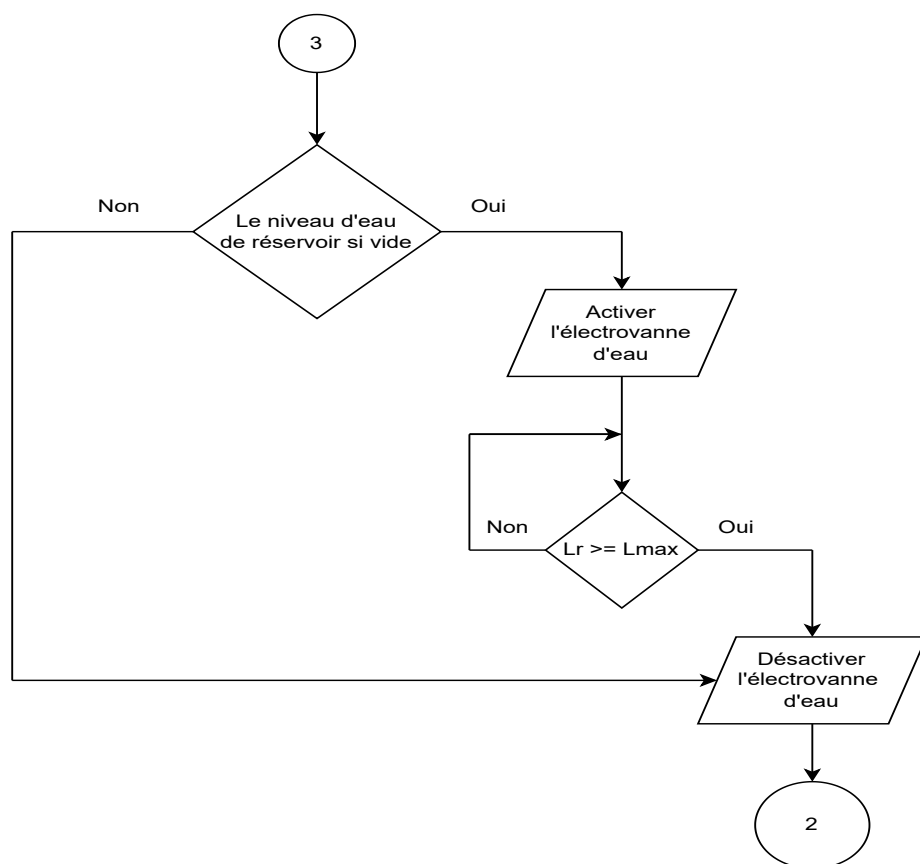 3
Non
Oui
Le niveau d'eau
de réservoir si vide
Activer
l'électrovanne
d'eau
Non
Oui
Lr >= Lmax
Désactiver
l'électrovanne
d'eau
2